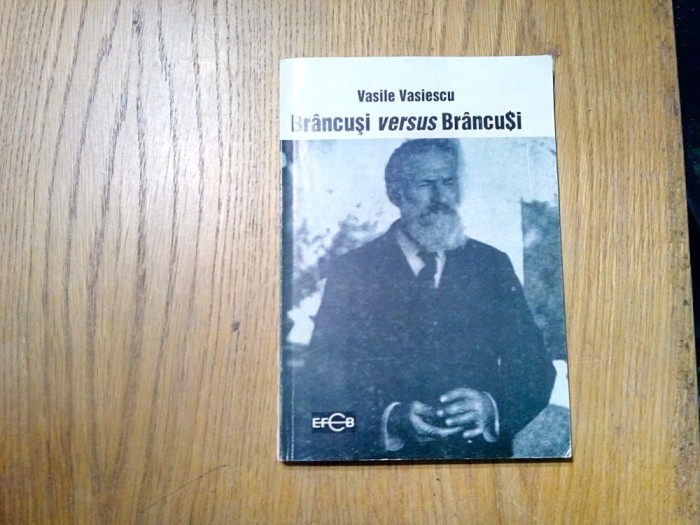 Vasile Vasiescu
Brâncuşi versus Brâncu$i
EFCB